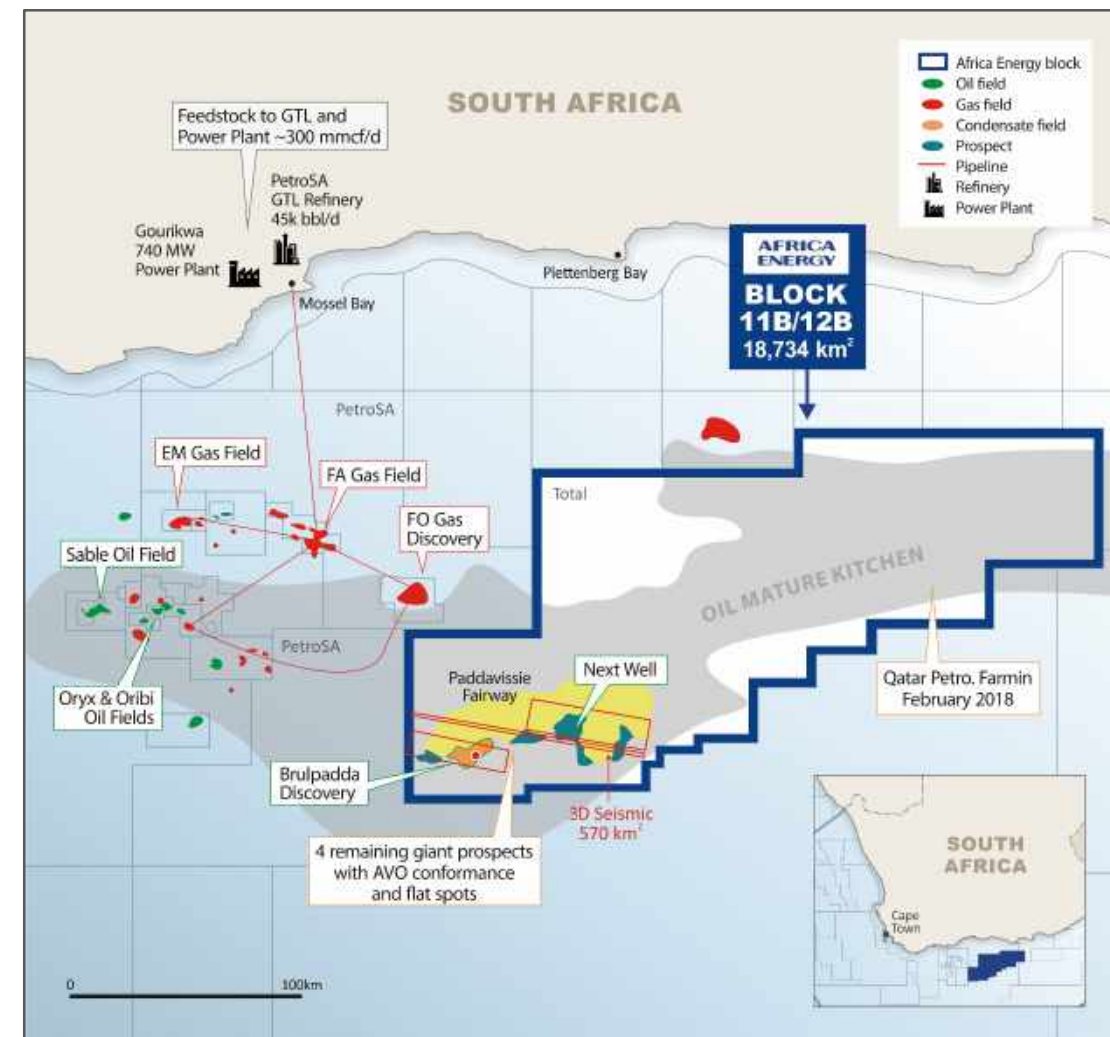 SOUTH AFRICA
Africa Energy block
Oil field
Gas field
Condensate field
Prospect
Pipeline
Refinery
Power Plant
Feedstock to GTL and
Power Plant ~300 mmcf/d
PetroSA
GTL Refinery
45k bbl/d
Gourikwa
740 MW
Power Plant
Mossel Bay
Plettenberg Bay
AFRICA
ENERGY
BLOCK
11B/12B
18,734 km²
PetroSA
EM Gas Field
FA Gas Field
FO Gas
Discovery
Total
Sable Oil Field
OIL MATURE KITCHEN
PetroSA
Oryx & Oribi
Oil Fields
Paddavissie
Fairway
Next Well
Qatar Petro. Farmin
February 2018
Brulpadda
Discovery
3D Seismic
570 km²
4 remaining giant prospects
with AVO conformance
and flat spots
SOUTH
AFRICA
Cape
Town
0
100km